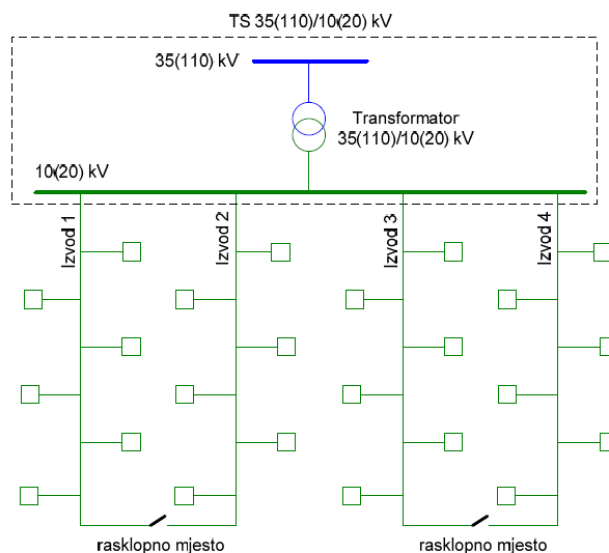 TS 35(110)/10(20) kV
35(110) kV
Transformator
35(110)/10(20) kV
10(20) kV
Izvod 1
Izvod 2
Izvod 3
Izvod 4
rasklopno mjesto
rasklopno mjesto